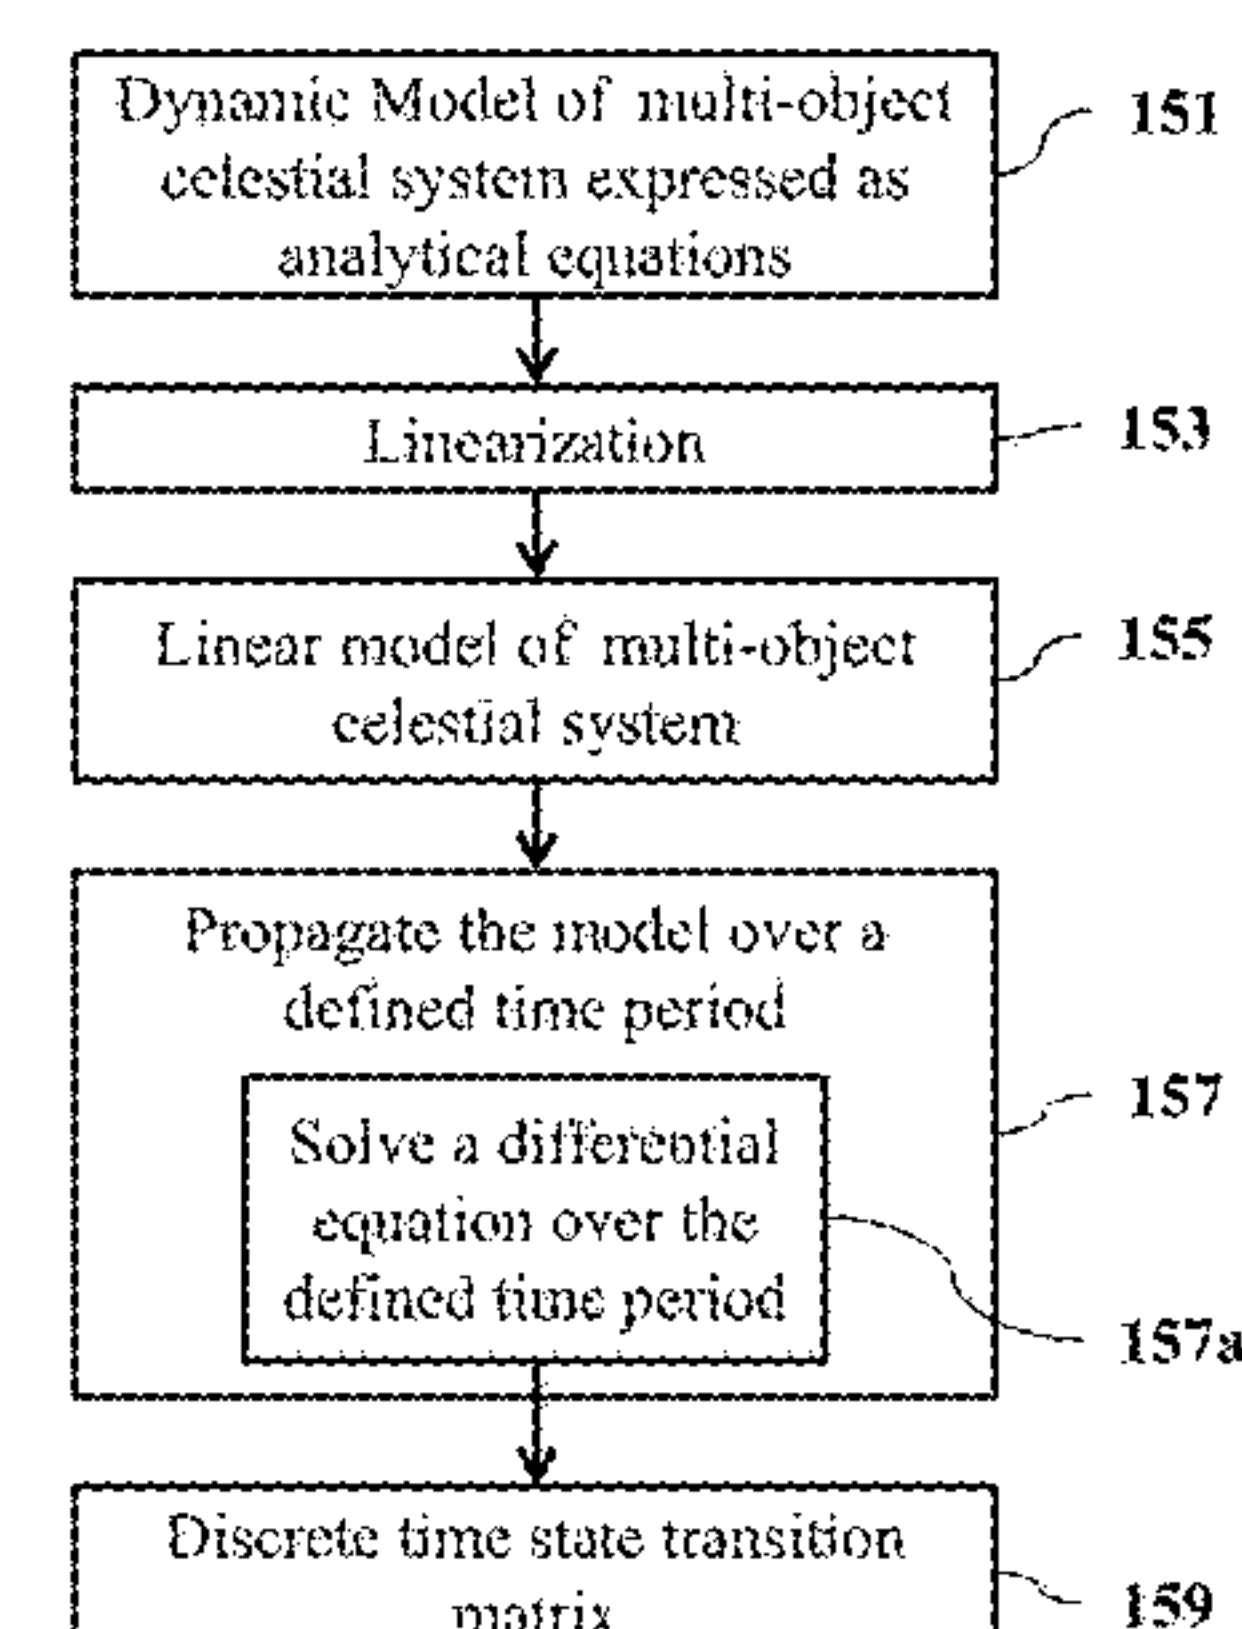 Dynamic Model of multi-object
celestial system expressed as
analytical equations
151
Linearization
153
Linear model of multi-object
celestial system
155
Propagate the model over a
defined time period
157
Solve a differential
equation over the
defined time period
157a
Discrete time state transition
matrix
159